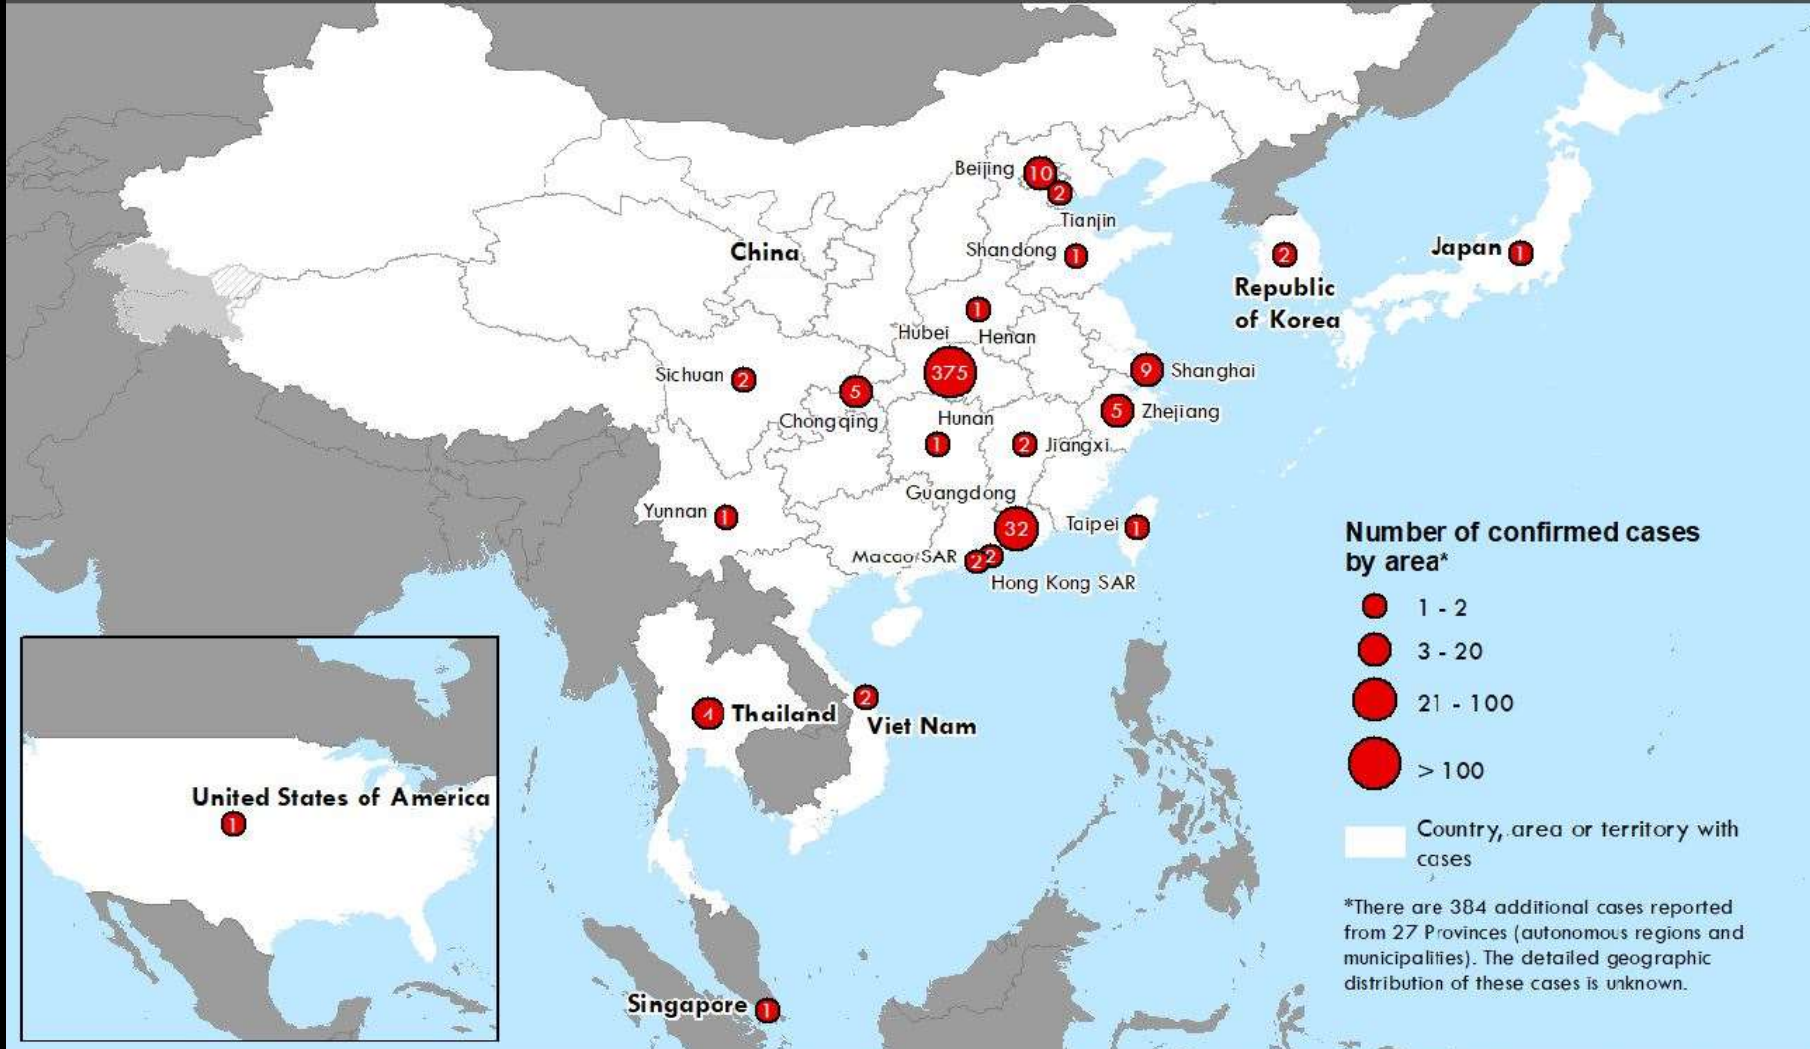 Beijing
10
2
Tianjin
China
Shandong
1
2
Republic
of Korea
Japan
1
1
Hubei
Henan
Sichuan
2
5
375
9
Shanghai
Chongqing
Hunan
5
Zhejiang
1
2
Jiangxi
Guangdong
Yunnan
1
32
Taipei
1
Macao SAR
2
2
Hong Kong SAR
4
Thailand
2
Viet Nam
United States of America
1
Singapore
1
Number of confirmed cases
by area*
1 - 2
3 - 20
21 - 100
> 100
Country, area or territory with
cases
*There are 384 additional cases reported
from 27 Provinces (autonomous regions and
municipalities). The detailed geographic
distribution of these cases is unknown.